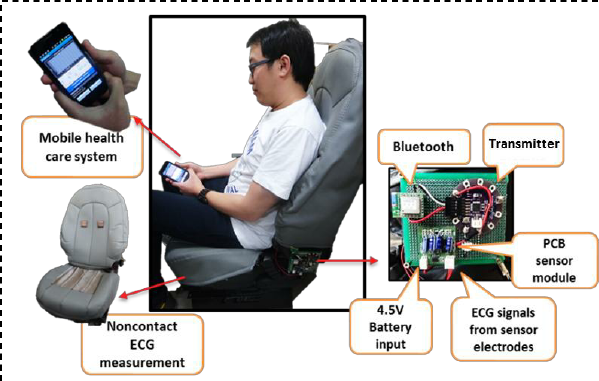 Mobile health
care system
Bluetooth
Transmitter
PCB
sensor
module
4.5V
Battery
input
ECG signals
from sensor
electrodes
Noncontact
ECG
measurement